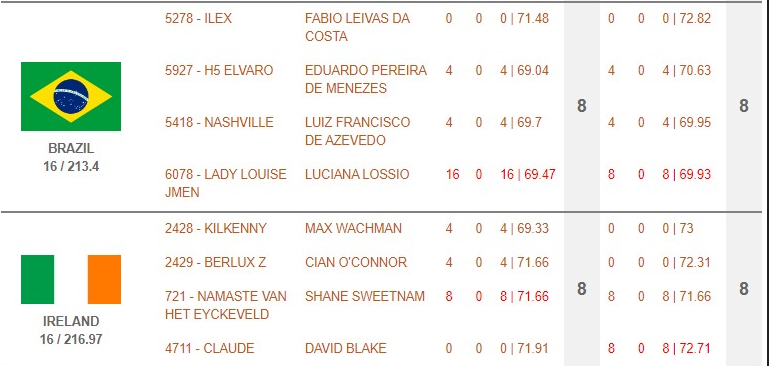 5278 - ILEX FABIO LEIVAS DA 0 0 0 | 71.48 0 0 0 | 72.82
COSTA
5927 - H5 ELVARO EDUARDO PEREIRA 4 0 4 | 69.04 4 0 4 | 70.63
DE MENEZES
8 8
5418 - NASHVILLE LUIZ FRANCISCO 4 0 4 | 69.7 4 0 4 | 69.95
DE AZEVEDO
BRAZIL
16 / 213.4
6078 - LADY LOUISE LUCIANA LOSSIO 16 0 16 | 69.47 8 0 8 | 69.93
JMEN
2428 - KILKENNY MAX WACHMAN 4 0 4 | 69.33 0 0 0 | 73
2429 - BERLUX Z CIAN O'CONNOR 4 0 4 | 71.66 0 0 0 | 72.31
8 8
721 - NAMASTE VAN SHANE SWEETNAM 8 0 8 | 71.66 8 0 8 | 71.66
HET EYCKEVELD
IRELAND
16 / 216.97
4711 - CLAUDE DAVID BLAKE 0 0 0 | 71.91 8 0 8 | 72.71